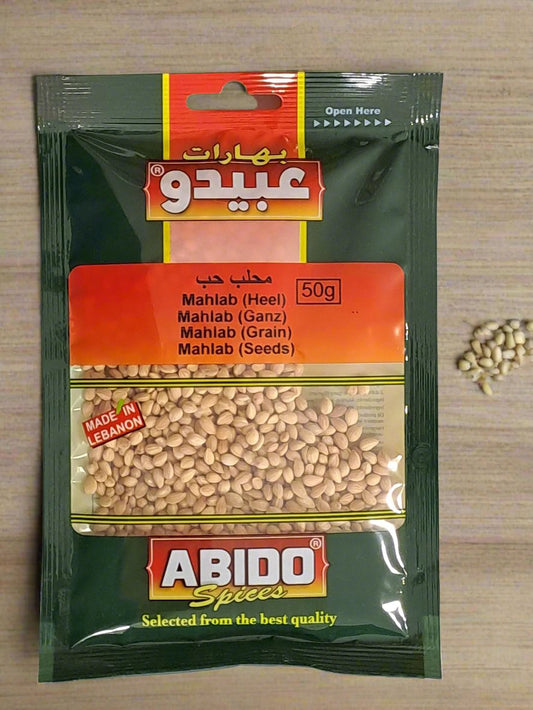 Open Here
بهارات
عبيدو®
محلب حب
50g
Mahlab (Heel)
Mahlab (Ganz)
Mahlab (Grain)
Mahlab (Seeds)
MADE IN
LEBANON
ABIDO®
Spices
Selected from the best quality